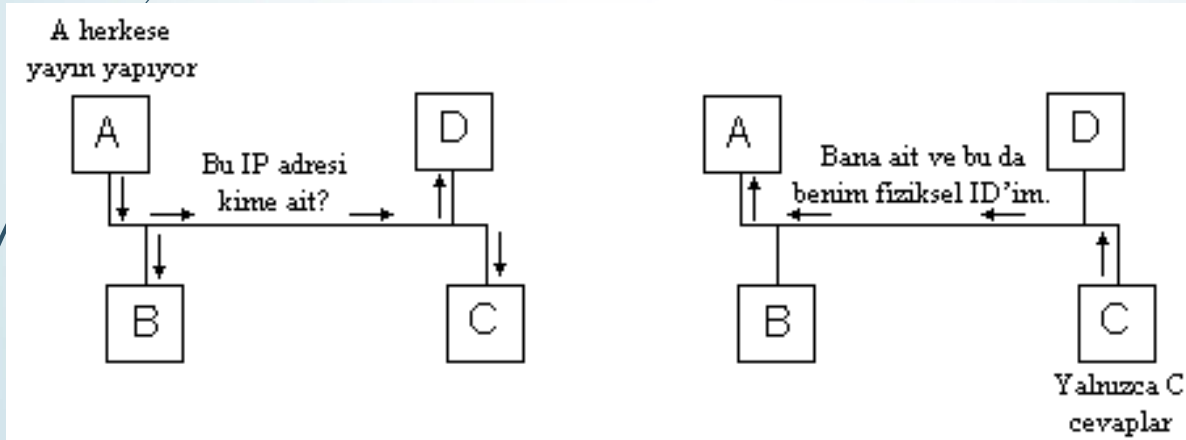 A herkese
yayın yapıyor
A
D
Bu IP adresi
kime ait?
B
C
A
D
Bana ait ve bu da
benim fiziksel ID'im.
B
C
Yalnızca C
cevaplar